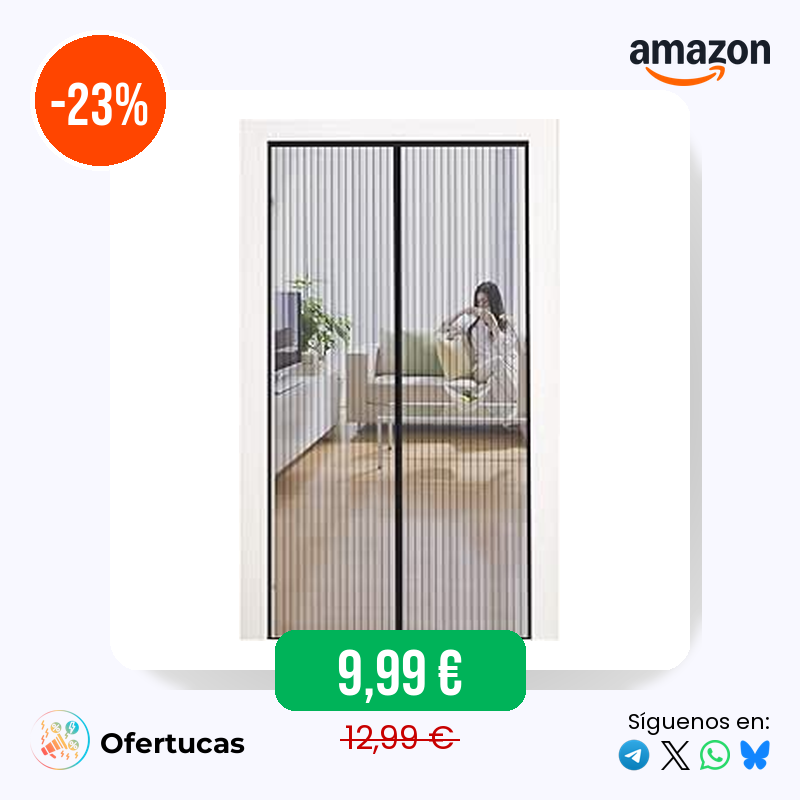 -23%
amazon
9,99 €
12,99 €
Ofertucas
Síguenos en: